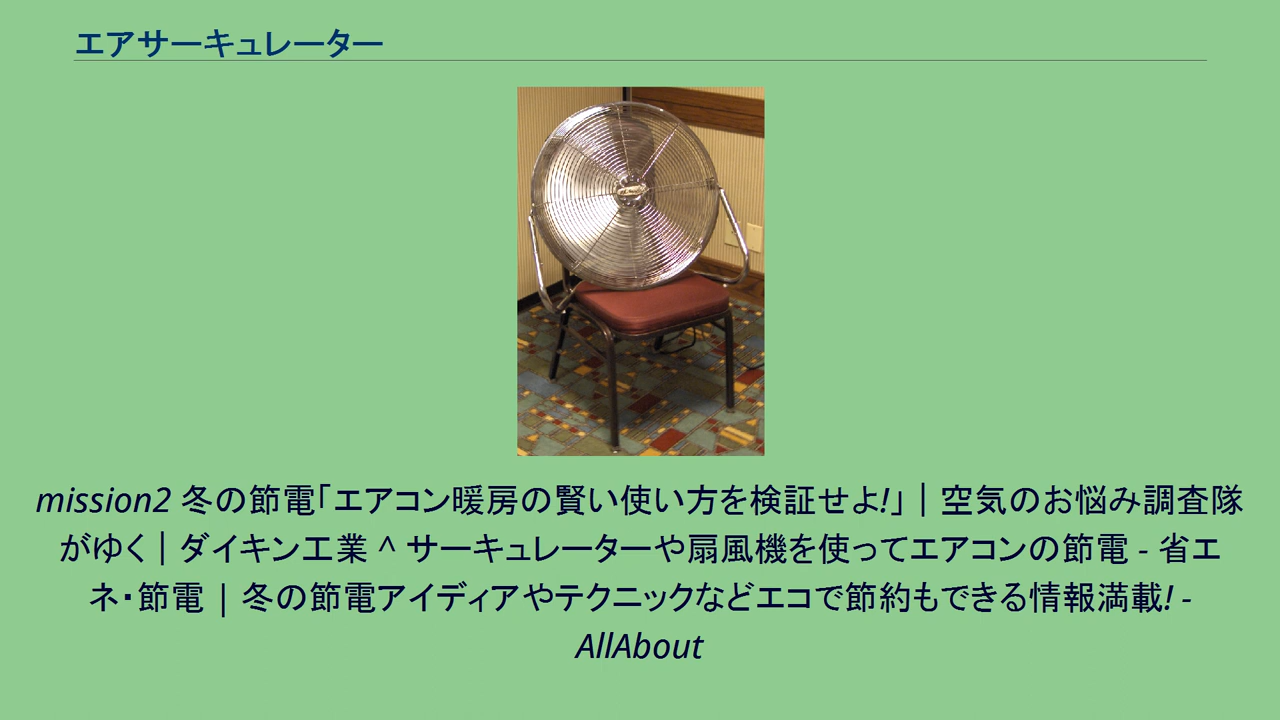 エアサーキュレーター
mission2 冬の節電「エアコン暖房の賢い使い方を検証せよ!」｜空気のお悩み調査隊
がゆく｜ダイキン工業 ^ サーキュレーターや扇風機を使ってエアコンの節電 - 省エ
ネ・節電 | 冬の節電アイディアやテクニックなどエコで節約もできる情報満載! -
AllAbout